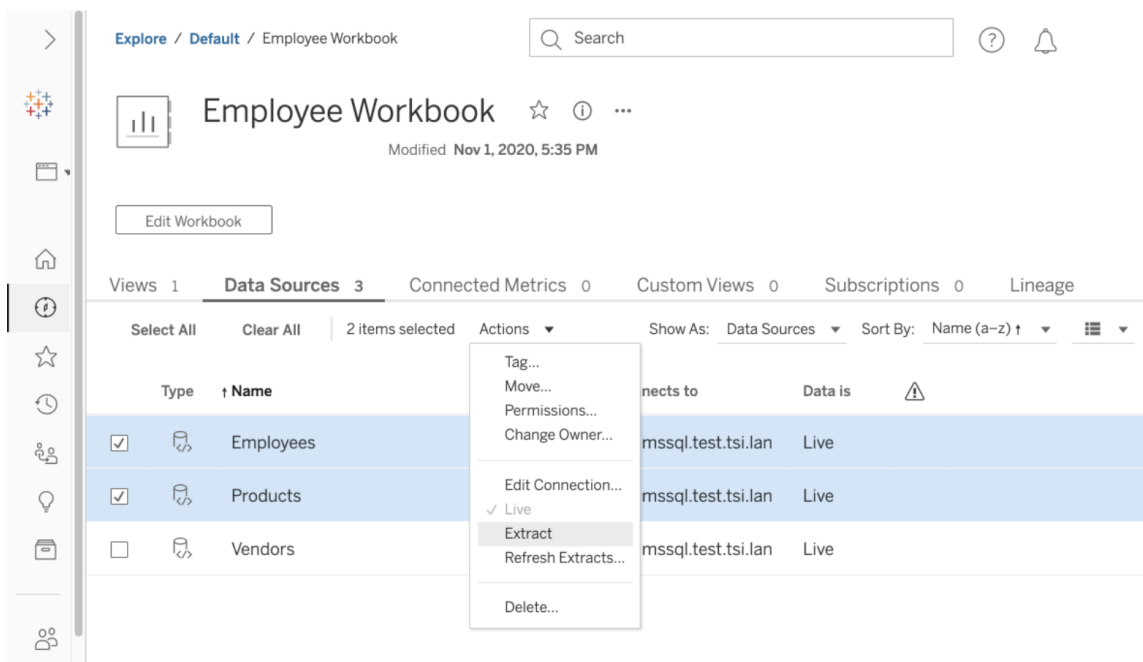 Explore / Default / Employee Workbook
Search
Employee Workbook
Modified Nov 1, 2020, 5:35 PM
Edit Workbook
Views 1 Data Sources 3 Connected Metrics 0 Custom Views 0 Subscriptions 0 Lineage
Select All Clear All 2 items selected Actions Show As: Data Sources Sort By: Name (a–z) ↑
Type ↑ Name nects to Data is
Employees mssql.test.tsi.lan Live
Products mssql.test.tsi.lan Live
Vendors mssql.test.tsi.lan Live
Tag...
Move...
Permissions...
Change Owner...
Edit Connection...
✓ Live
Extract
Refresh Extracts...
Delete...